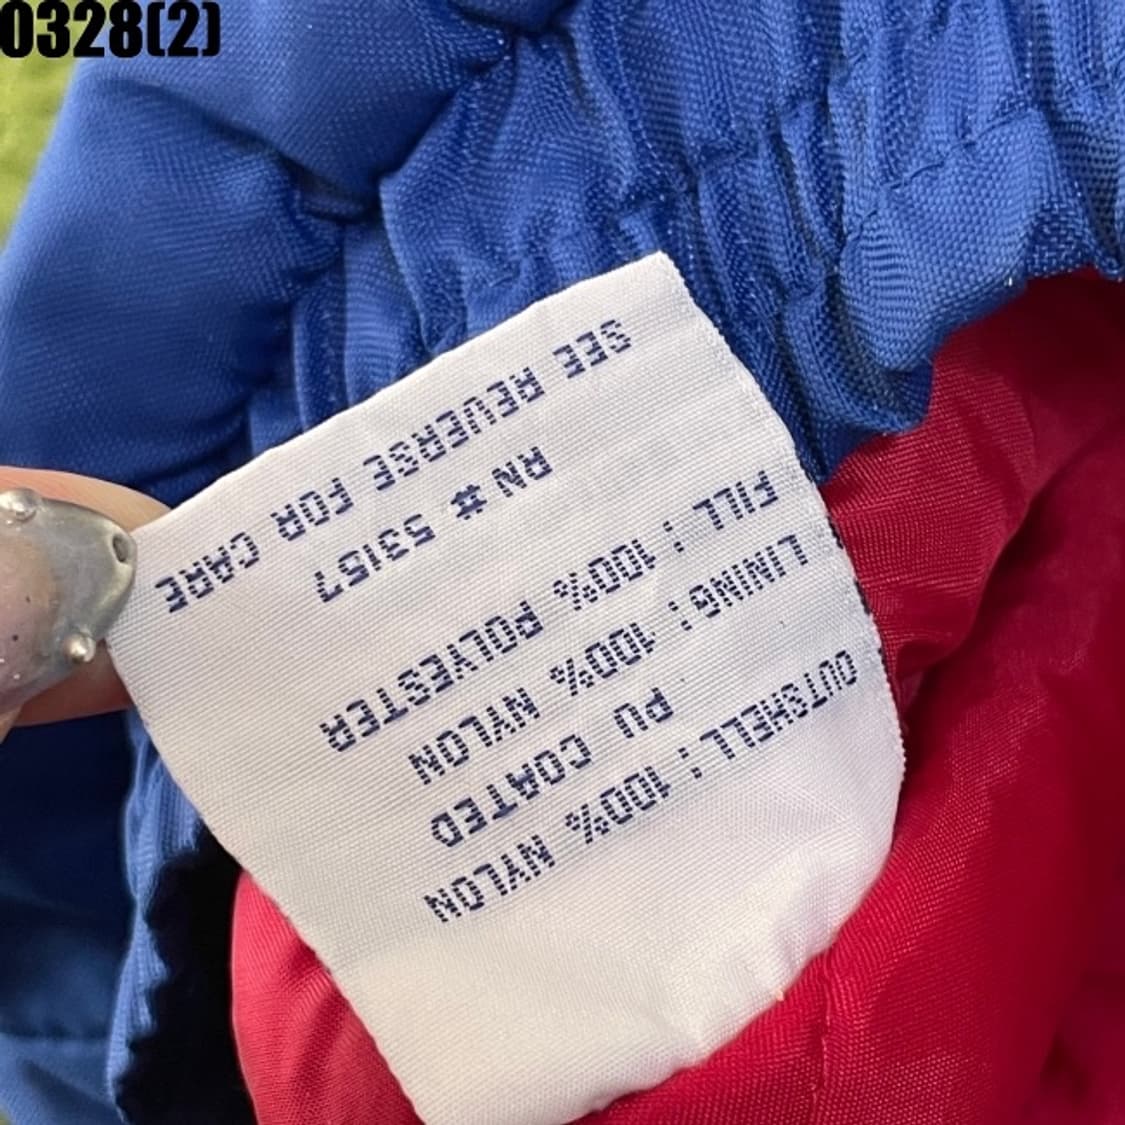 0328(2)
OUTSHELL : 100% NYLON
PU COATED
LINING : 100% NYLON
FILL : 100% POLYESTER
RN # 53157
SEE REVERSE FOR CARE